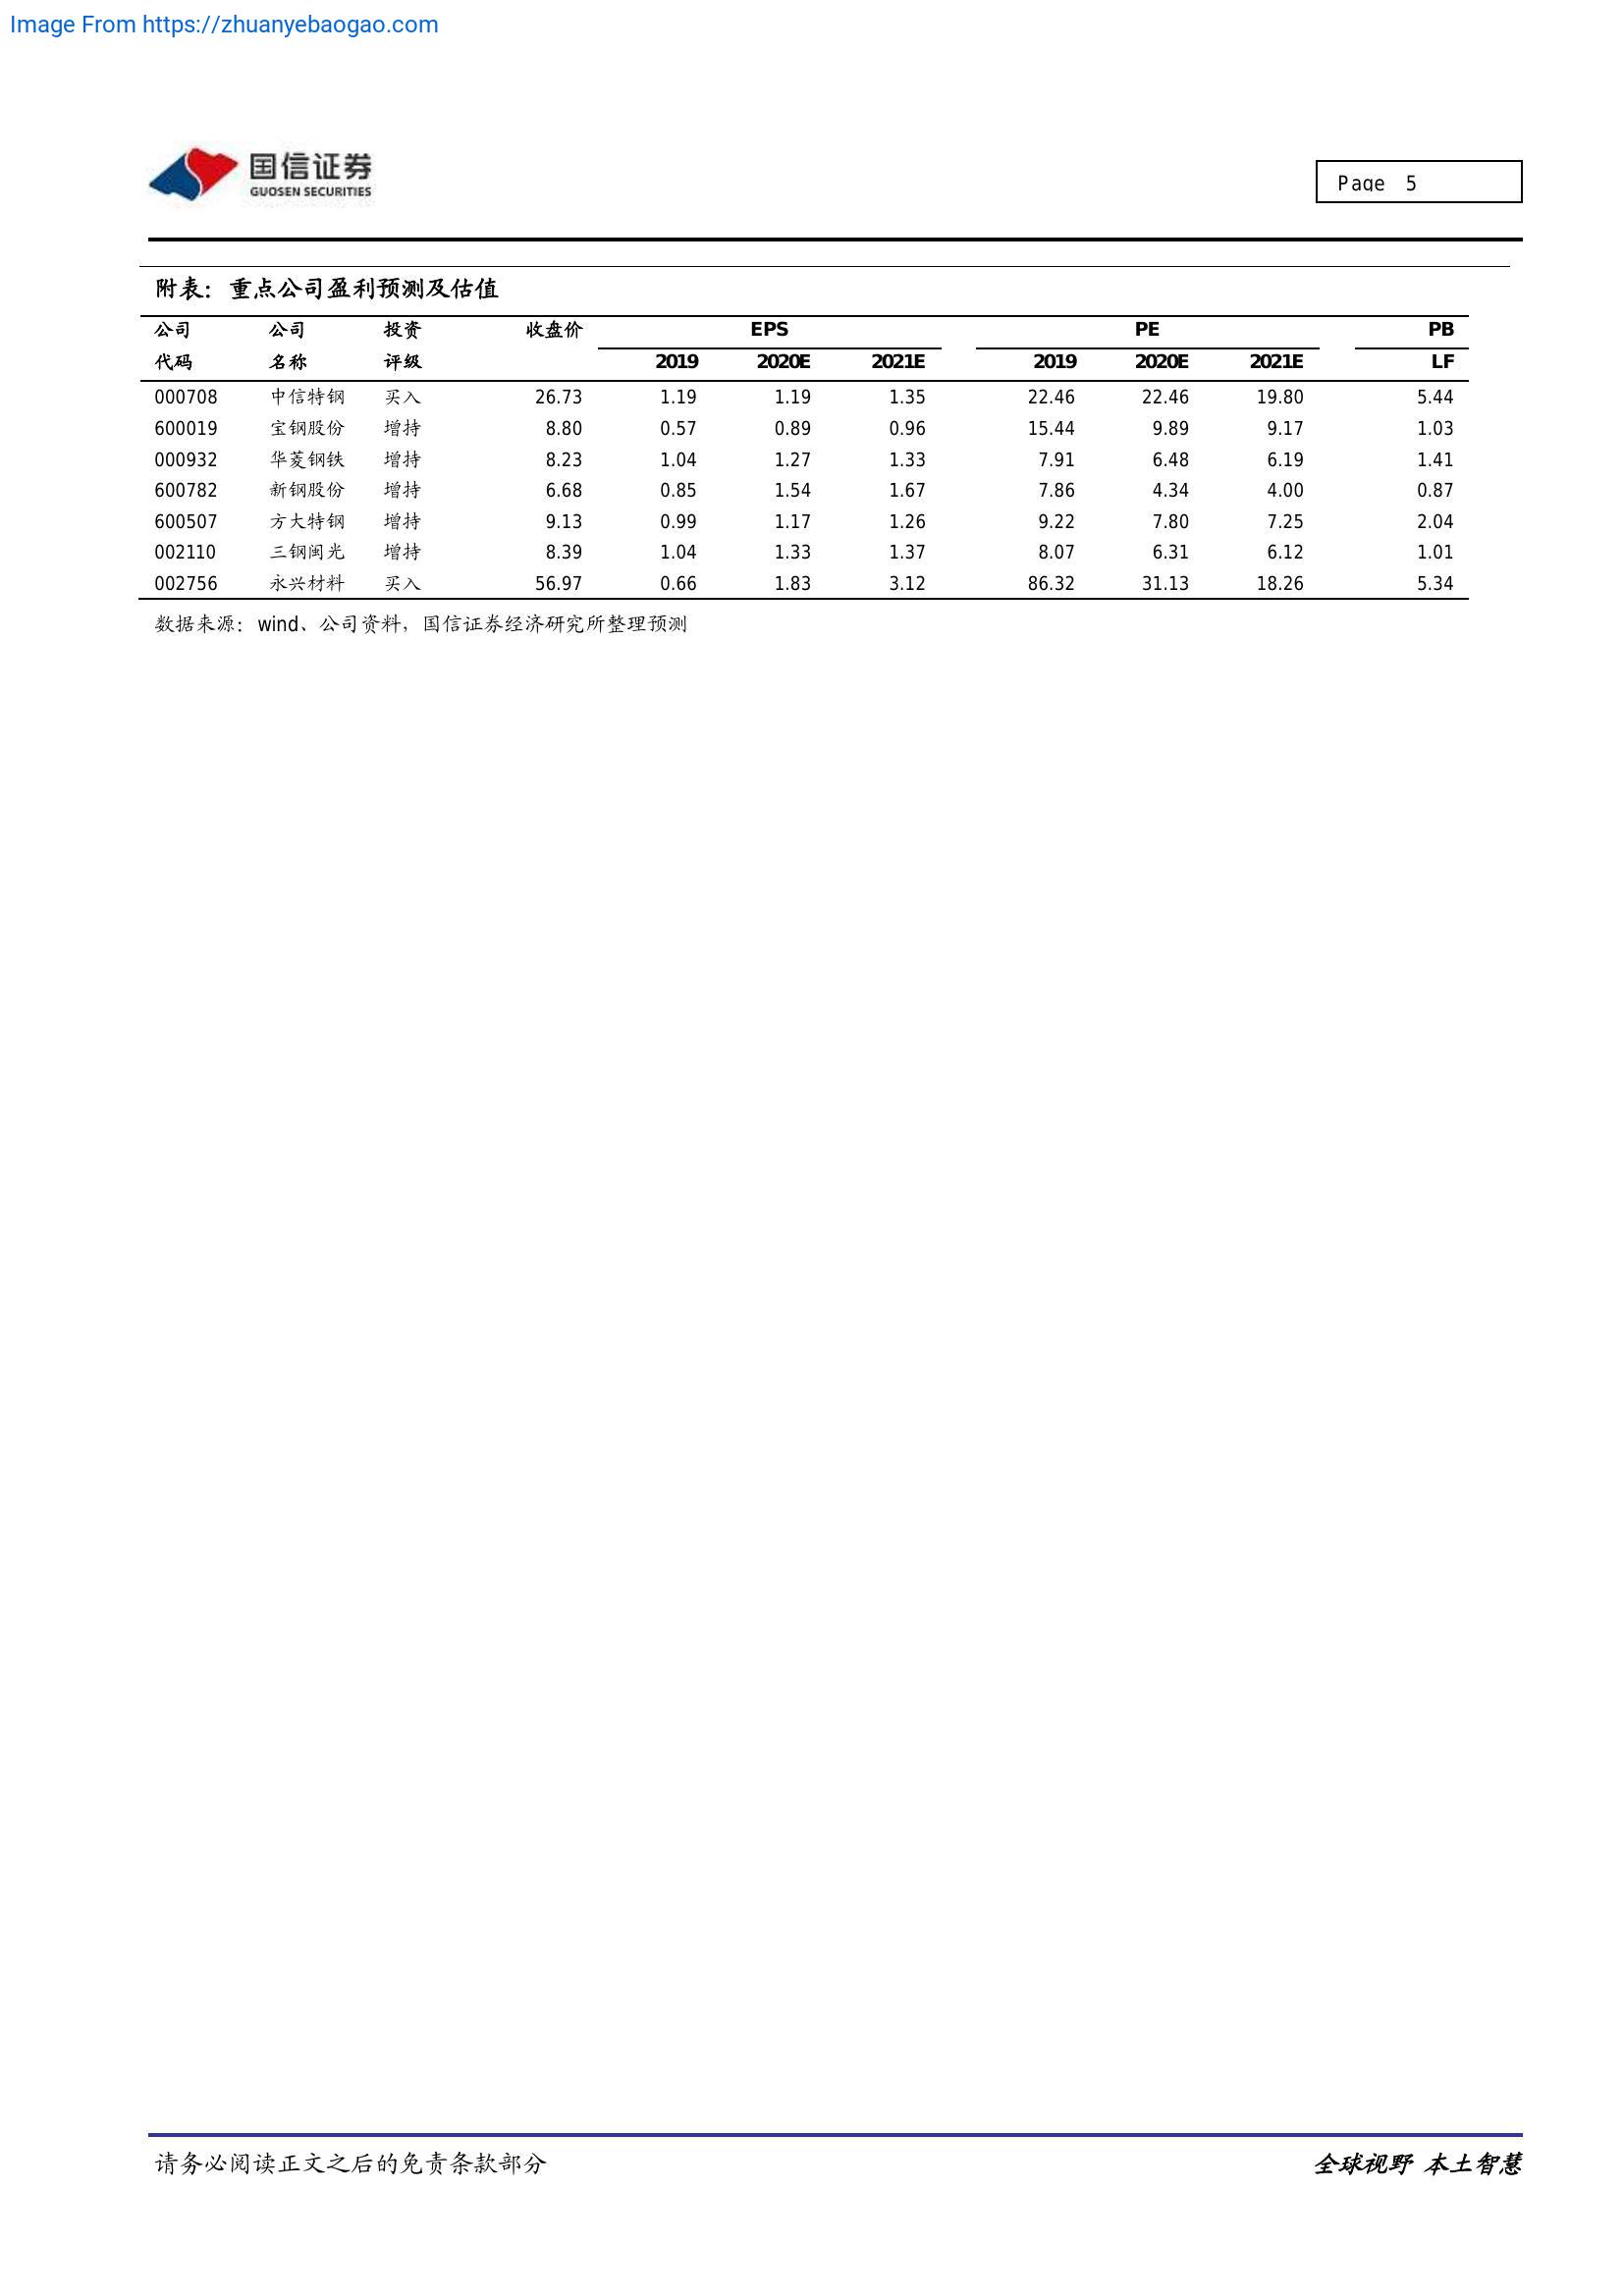 Image From https://zhuanyebaogao.com
国信证券
GUOSEN SECURITIES
Page 5
附表：重点公司盈利预测及估值
公司 公司 投资 收盘价 EPS PE PB
代码 名称 评级 2019 2020E 2021E 2019 2020E 2021E LF
000708 中信特钢 买入 26.73 1.19 1.19 1.35 22.46 22.46 19.80 5.44
600019 宝钢股份 增持 8.80 0.57 0.89 0.96 15.44 9.89 9.17 1.03
000932 华菱钢铁 增持 8.23 1.04 1.27 1.33 7.91 6.48 6.19 1.41
600782 新钢股份 增持 6.68 0.85 1.54 1.67 7.86 4.34 4.00 0.87
600507 方大特钢 增持 9.13 0.99 1.17 1.26 9.22 7.80 7.25 2.04
002110 三钢闽光 增持 8.39 1.04 1.33 1.37 8.07 6.31 6.12 1.01
002756 永兴材料 买入 56.97 0.66 1.83 3.12 86.32 31.13 18.26 5.34
数据来源：wind、公司资料，国信证券经济研究所整理预测
请务必阅读正文之后的免责条款部分 全球视野 本土智慧